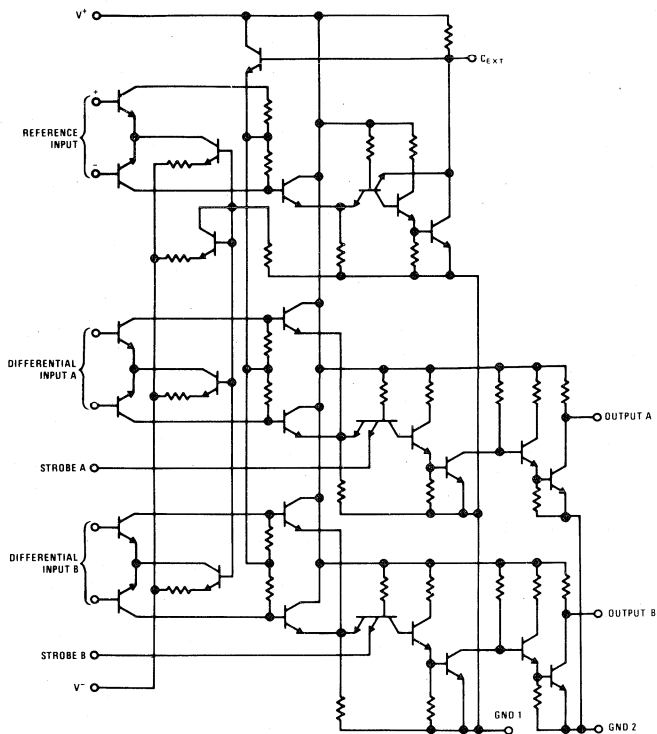 V+
CEXT
+
REFERENCE
INPUT
−
DIFFERENTIAL
INPUT A
OUTPUT A
STROBE A
DIFFERENTIAL
INPUT B
OUTPUT B
STROBE B
V−
GND 1
GND 2